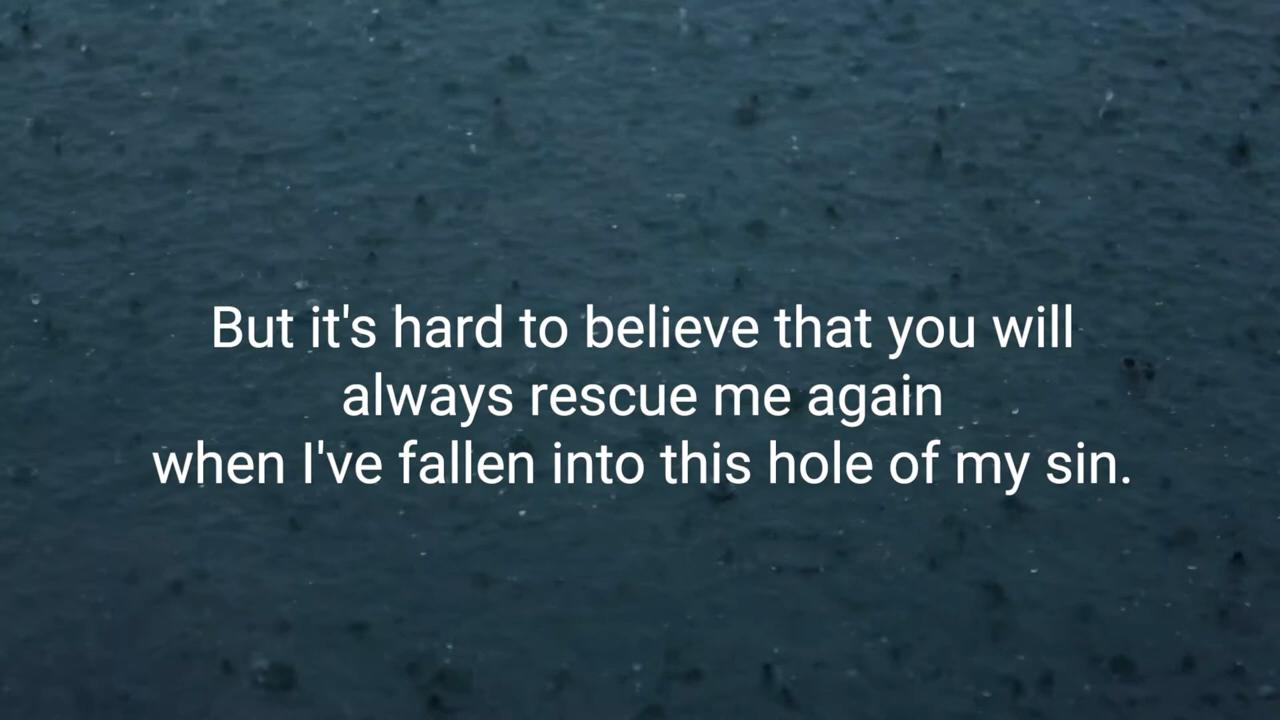 But it's hard to believe that you will
always rescue me again
when I've fallen into this hole of my sin.